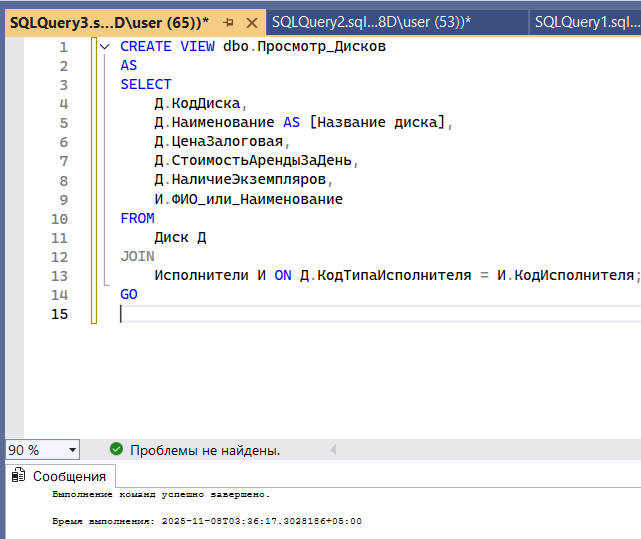 SQLQuery3.s...D\user (65))* SQLQuery2.sql...8D\user (53))* SQLQuery1.sql
1 CREATE VIEW dbo.Просмотр_Дисков
2 AS
3 SELECT
4 Д.КодДиска,
5 Д.Наименование AS [Название диска],
6 Д.ЦенаЗалоговая,
7 Д.СтоимостьАрендыЗаДень,
8 Д.НаличиеЭкземпляров,
9 И.ФИО_или_Наименование
10 FROM
11 Диск Д
12 JOIN
13 Исполнители И ON Д.КодТипаИсполнителя = И.КодИсполнителя;
14 GO
15
90 % Проблемы не найдены.
Сообщения
Выполнение команд успешно завершено.
Время выполнения: 2025-11-08T03:36:17.3028186+05:00